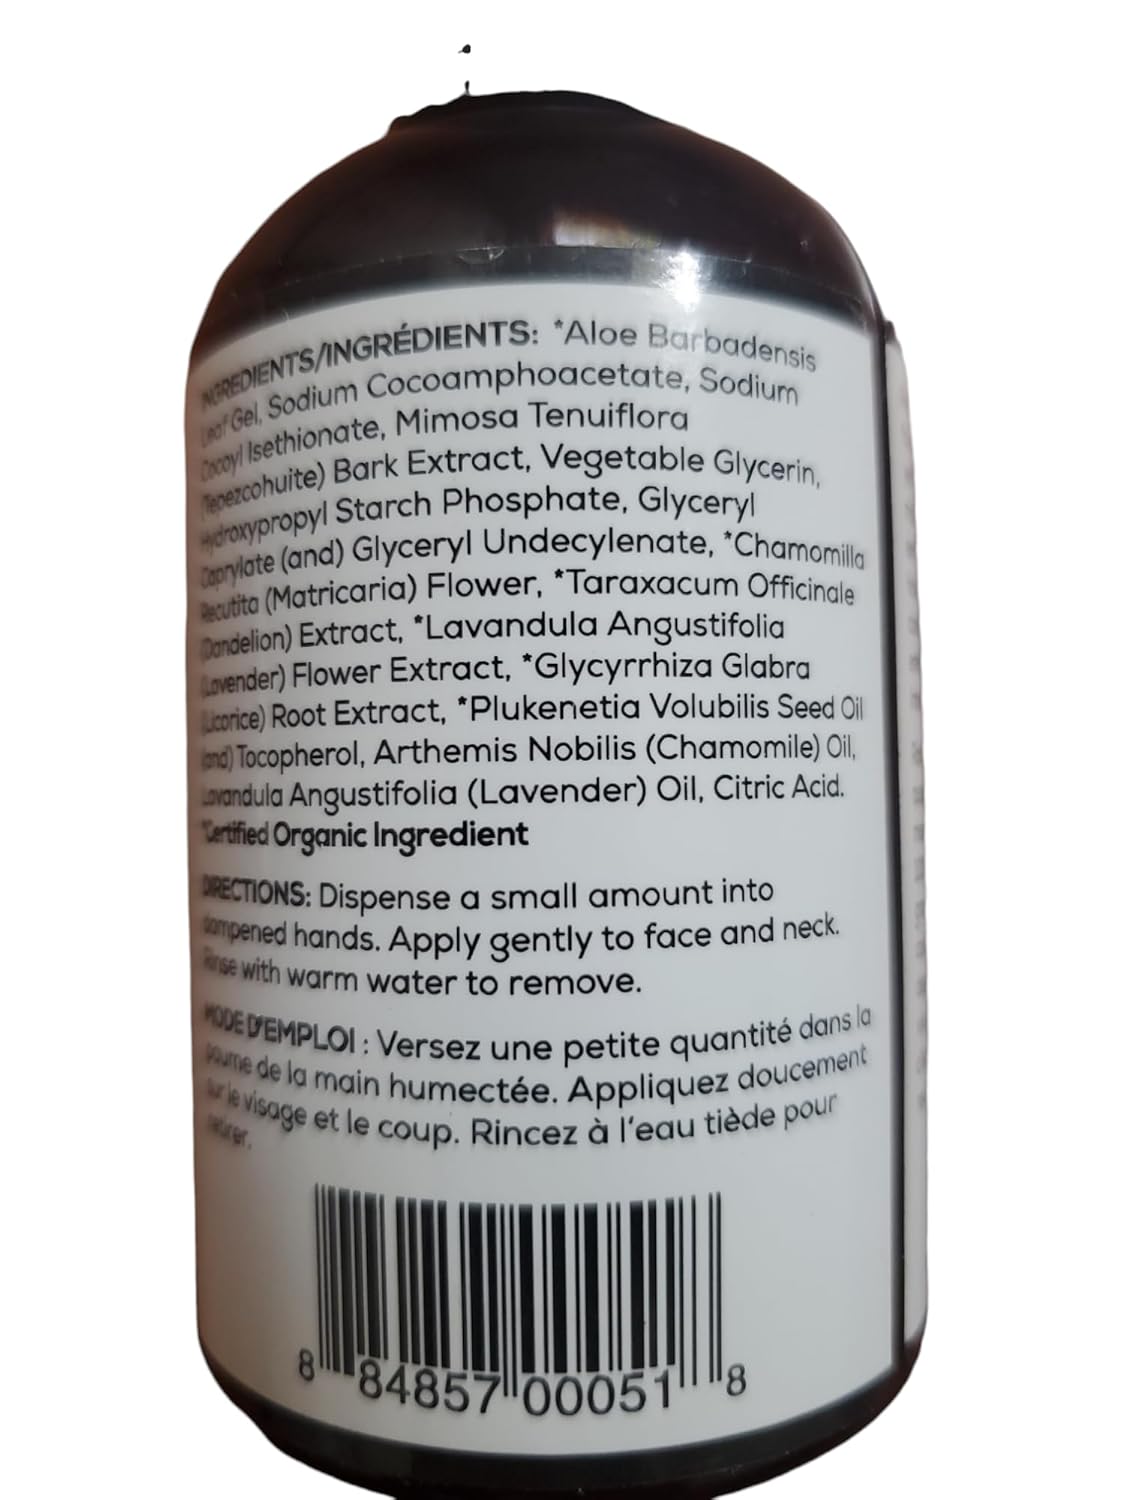 INGREDIENTS/INGRÉDIENTS: *Aloe Barbadensis
Leaf Gel, Sodium Cocoamphoacetate, Sodium
Cocoyl Isethionate, Mimosa Tenuiflora
(Tepezcohuite) Bark Extract, Vegetable Glycerin,
Hydroxypropyl Starch Phosphate, Glyceryl
Caprylate (and) Glyceryl Undecylenate, *Chamomilla
Recutita (Matricaria) Flower, *Taraxacum Officinale
(Dandelion) Extract, *Lavandula Angustifolia
(Lavender) Flower Extract, *Glycyrrhiza Glabra
(Licorice) Root Extract, *Plukenetia Volubilis Seed Oil
(and) Tocopherol, Arthemis Nobilis (Chamomile) Oil,
Lavandula Angustifolia (Lavender) Oil, Citric Acid.
*Certified Organic Ingredient
DIRECTIONS: Dispense a small amount into
dampened hands. Apply gently to face and neck.
Rinse with warm water to remove.
MODE D'EMPLOI : Versez une petite quantité dans la
paume de la main humectée. Appliquez doucement
sur le visage et le coup. Rincez à l'eau tiède pour
retirer.
8 84857 00051 8